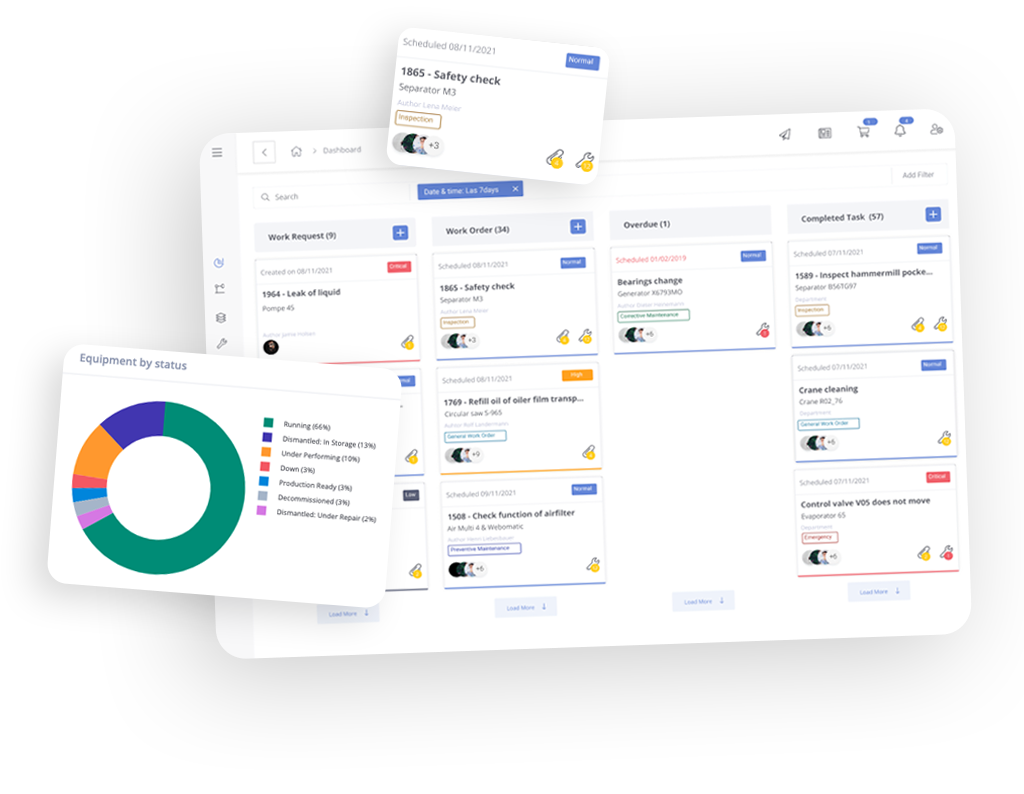 Scheduled 08/11/2021
Normal
1865 - Safety check
Separator M3
Author Lena Meier
Inspection
+3
Dashboard
Search
Date & time: Las 7days
Add Filter
Work Request (9)
Created on 08/11/2021
Critical
1964 - Leak of liquid
Pompe 45
Low
Load More
Work Order (34)
Scheduled 08/11/2021
Normal
1865 - Safety check
Separator M3
Author Lena Meier
Inspection
+3
Scheduled 08/11/2021
High
1769 - Refill oil of oiler film transp...
Circular saw S-965
Author Rolf Landermann
General Work Order
+9
Scheduled 09/11/2021
Normal
1508 - Check function of airfilter
Air Multi 4 & Webomatic
Preventive Maintenance
+6
Load More
Overdue (1)
Scheduled 01/02/2019
Normal
Bearings change
Generator X6793MO
Corrective Maintenance
+6
Load More
Completed Task (57)
Scheduled 07/11/2021
Normal
1589 - Inspect hammermill pocke...
Separator B56TG97
Department
Inspection
+6
Scheduled 07/11/2021
Normal
Crane cleaning
Crane R02_76
Department
General Work Order
+6
Scheduled 07/11/2021
Critical
Control valve V05 does not move
Evaporator 65
Department
Emergency
+6
Load More
Equipment by status
Running (66%)
Dismantled: In Storage (13%)
Under Performing (10%)
Down (3%)
Production Ready (3%)
Decommissioned (3%)
Dismantled: Under Repair (2%)